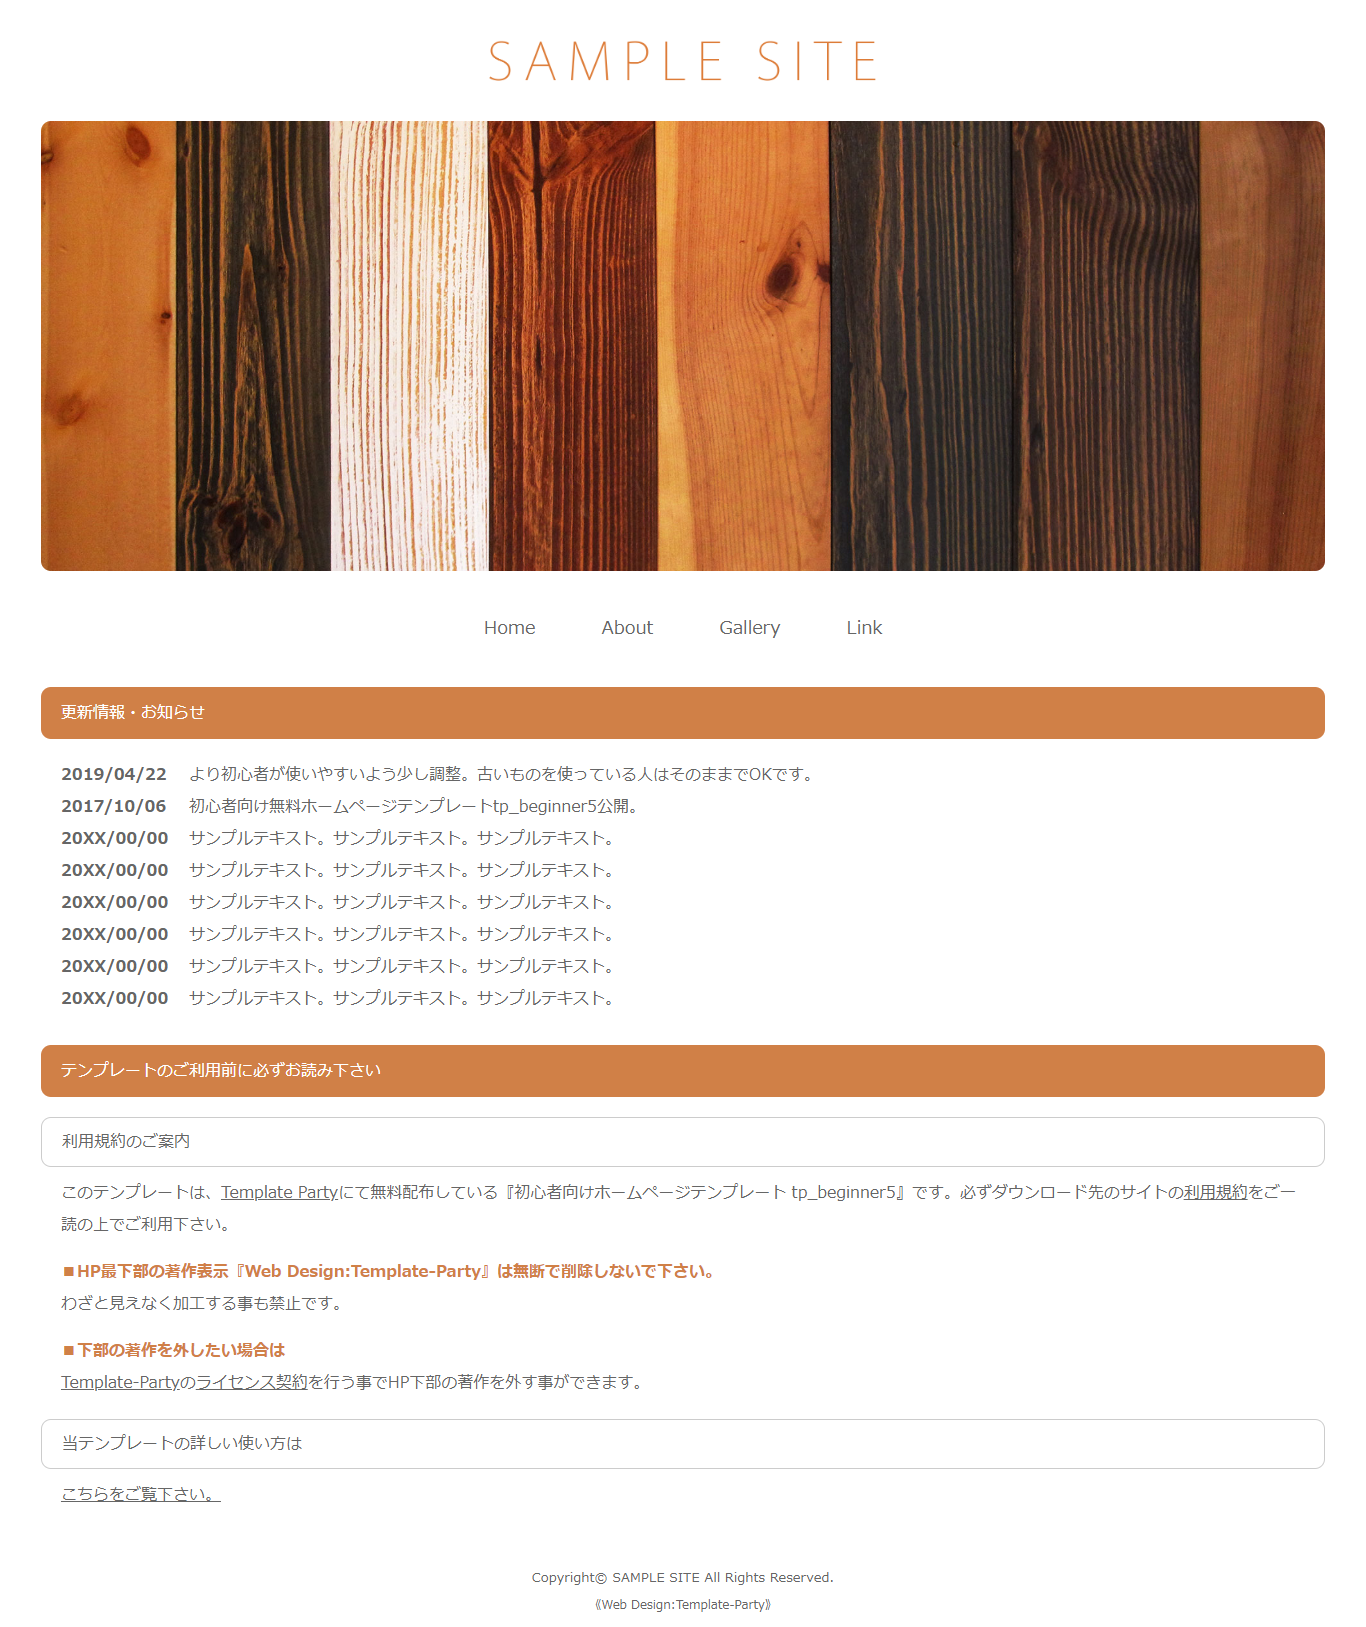 SAMPLE SITE
Home About Gallery Link
更新情報・お知らせ
2019/04/22 より初心者が使いやすいよう少し調整。古いものを使っている人はそのままでOKです。
2017/10/06 初心者向け無料ホームページテンプレートtp_beginner5公開。
20XX/00/00 サンプルテキスト。サンプルテキスト。サンプルテキスト。
20XX/00/00 サンプルテキスト。サンプルテキスト。サンプルテキスト。
20XX/00/00 サンプルテキスト。サンプルテキスト。サンプルテキスト。
20XX/00/00 サンプルテキスト。サンプルテキスト。サンプルテキスト。
20XX/00/00 サンプルテキスト。サンプルテキスト。サンプルテキスト。
20XX/00/00 サンプルテキスト。サンプルテキスト。サンプルテキスト。
テンプレートのご利用前に必ずお読み下さい
利用規約のご案内
このテンプレートは、Template Partyにて無料配布している『初心者向けホームページテンプレート tp_beginner5』です。必ずダウンロード先のサイトの利用規約をご一
読の上でご利用下さい。
■HP最下部の著作表示『Web Design:Template-Party』は無断で削除しないで下さい。
わざと見えなく加工する事も禁止です。
■下部の著作を外したい場合は
Template-Partyのライセンス契約を行う事でHP下部の著作を外す事ができます。
当テンプレートの詳しい使い方は
こちらをご覧下さい。
Copyright© SAMPLE SITE All Rights Reserved.
《Web Design:Template-Party》